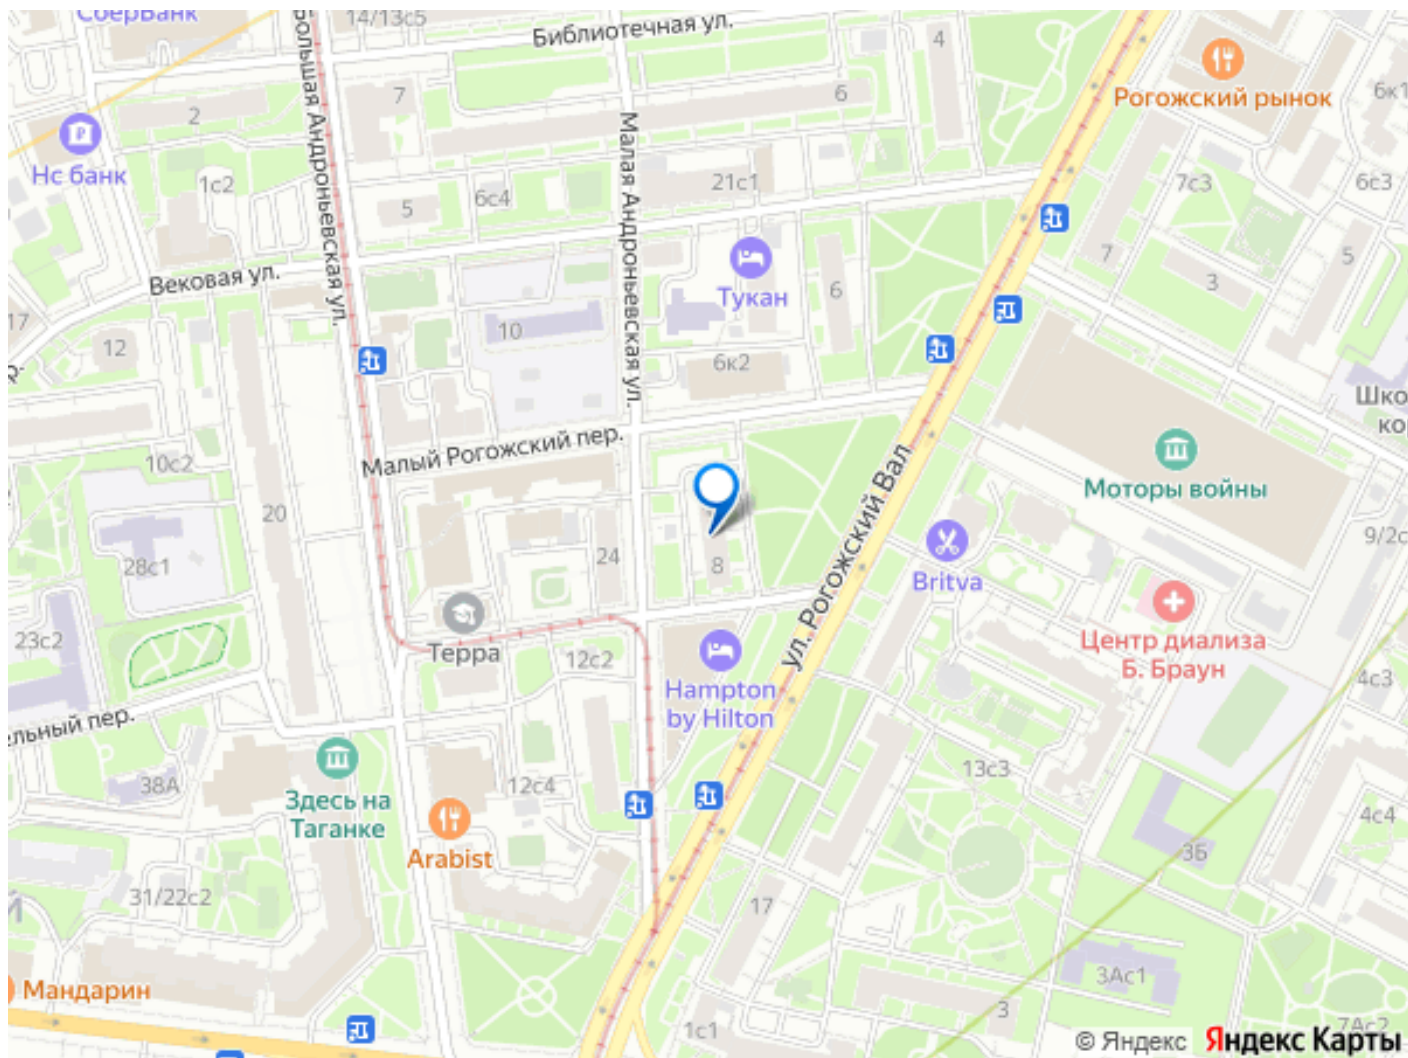 СберБанк
14/13с5
Библиотечная ул.
4
Рогожский рынок
6к1
Большая Андроньевская ул.
7
6
2
Нс банк
Малая Андроньевская ул.
1с2
6с4
21с1
7с3
6с3
5
Вековая ул.
Тукан
6
7
3
5
17
12
10
6к2
Шко
ко
Малый Рогожский пер.
10с2
Моторы войны
20
ул. Рогожский Вал
28с1
24
8
Britva
9/2с
23с2
Терра
12с2
Hampton
by Hilton
Центр диализа
Б. Браун
4с3
ельный пер.
38А
12с4
13с3
Здесь на
Таганке
Arabist
4с4
36
31/22с2
Й
17
Мандарин
3Ас1
3
1с1
7Ас2
© Яндекс Яндекс Карты